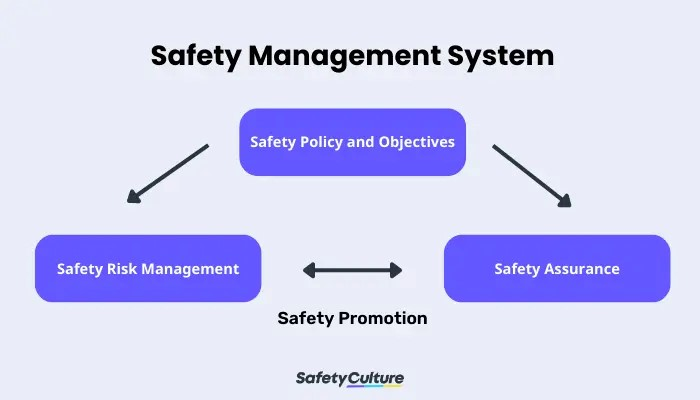 Safety Management System
Safety Policy and Objectives
Safety Risk Management
Safety Assurance
Safety Promotion
SafetyCulture